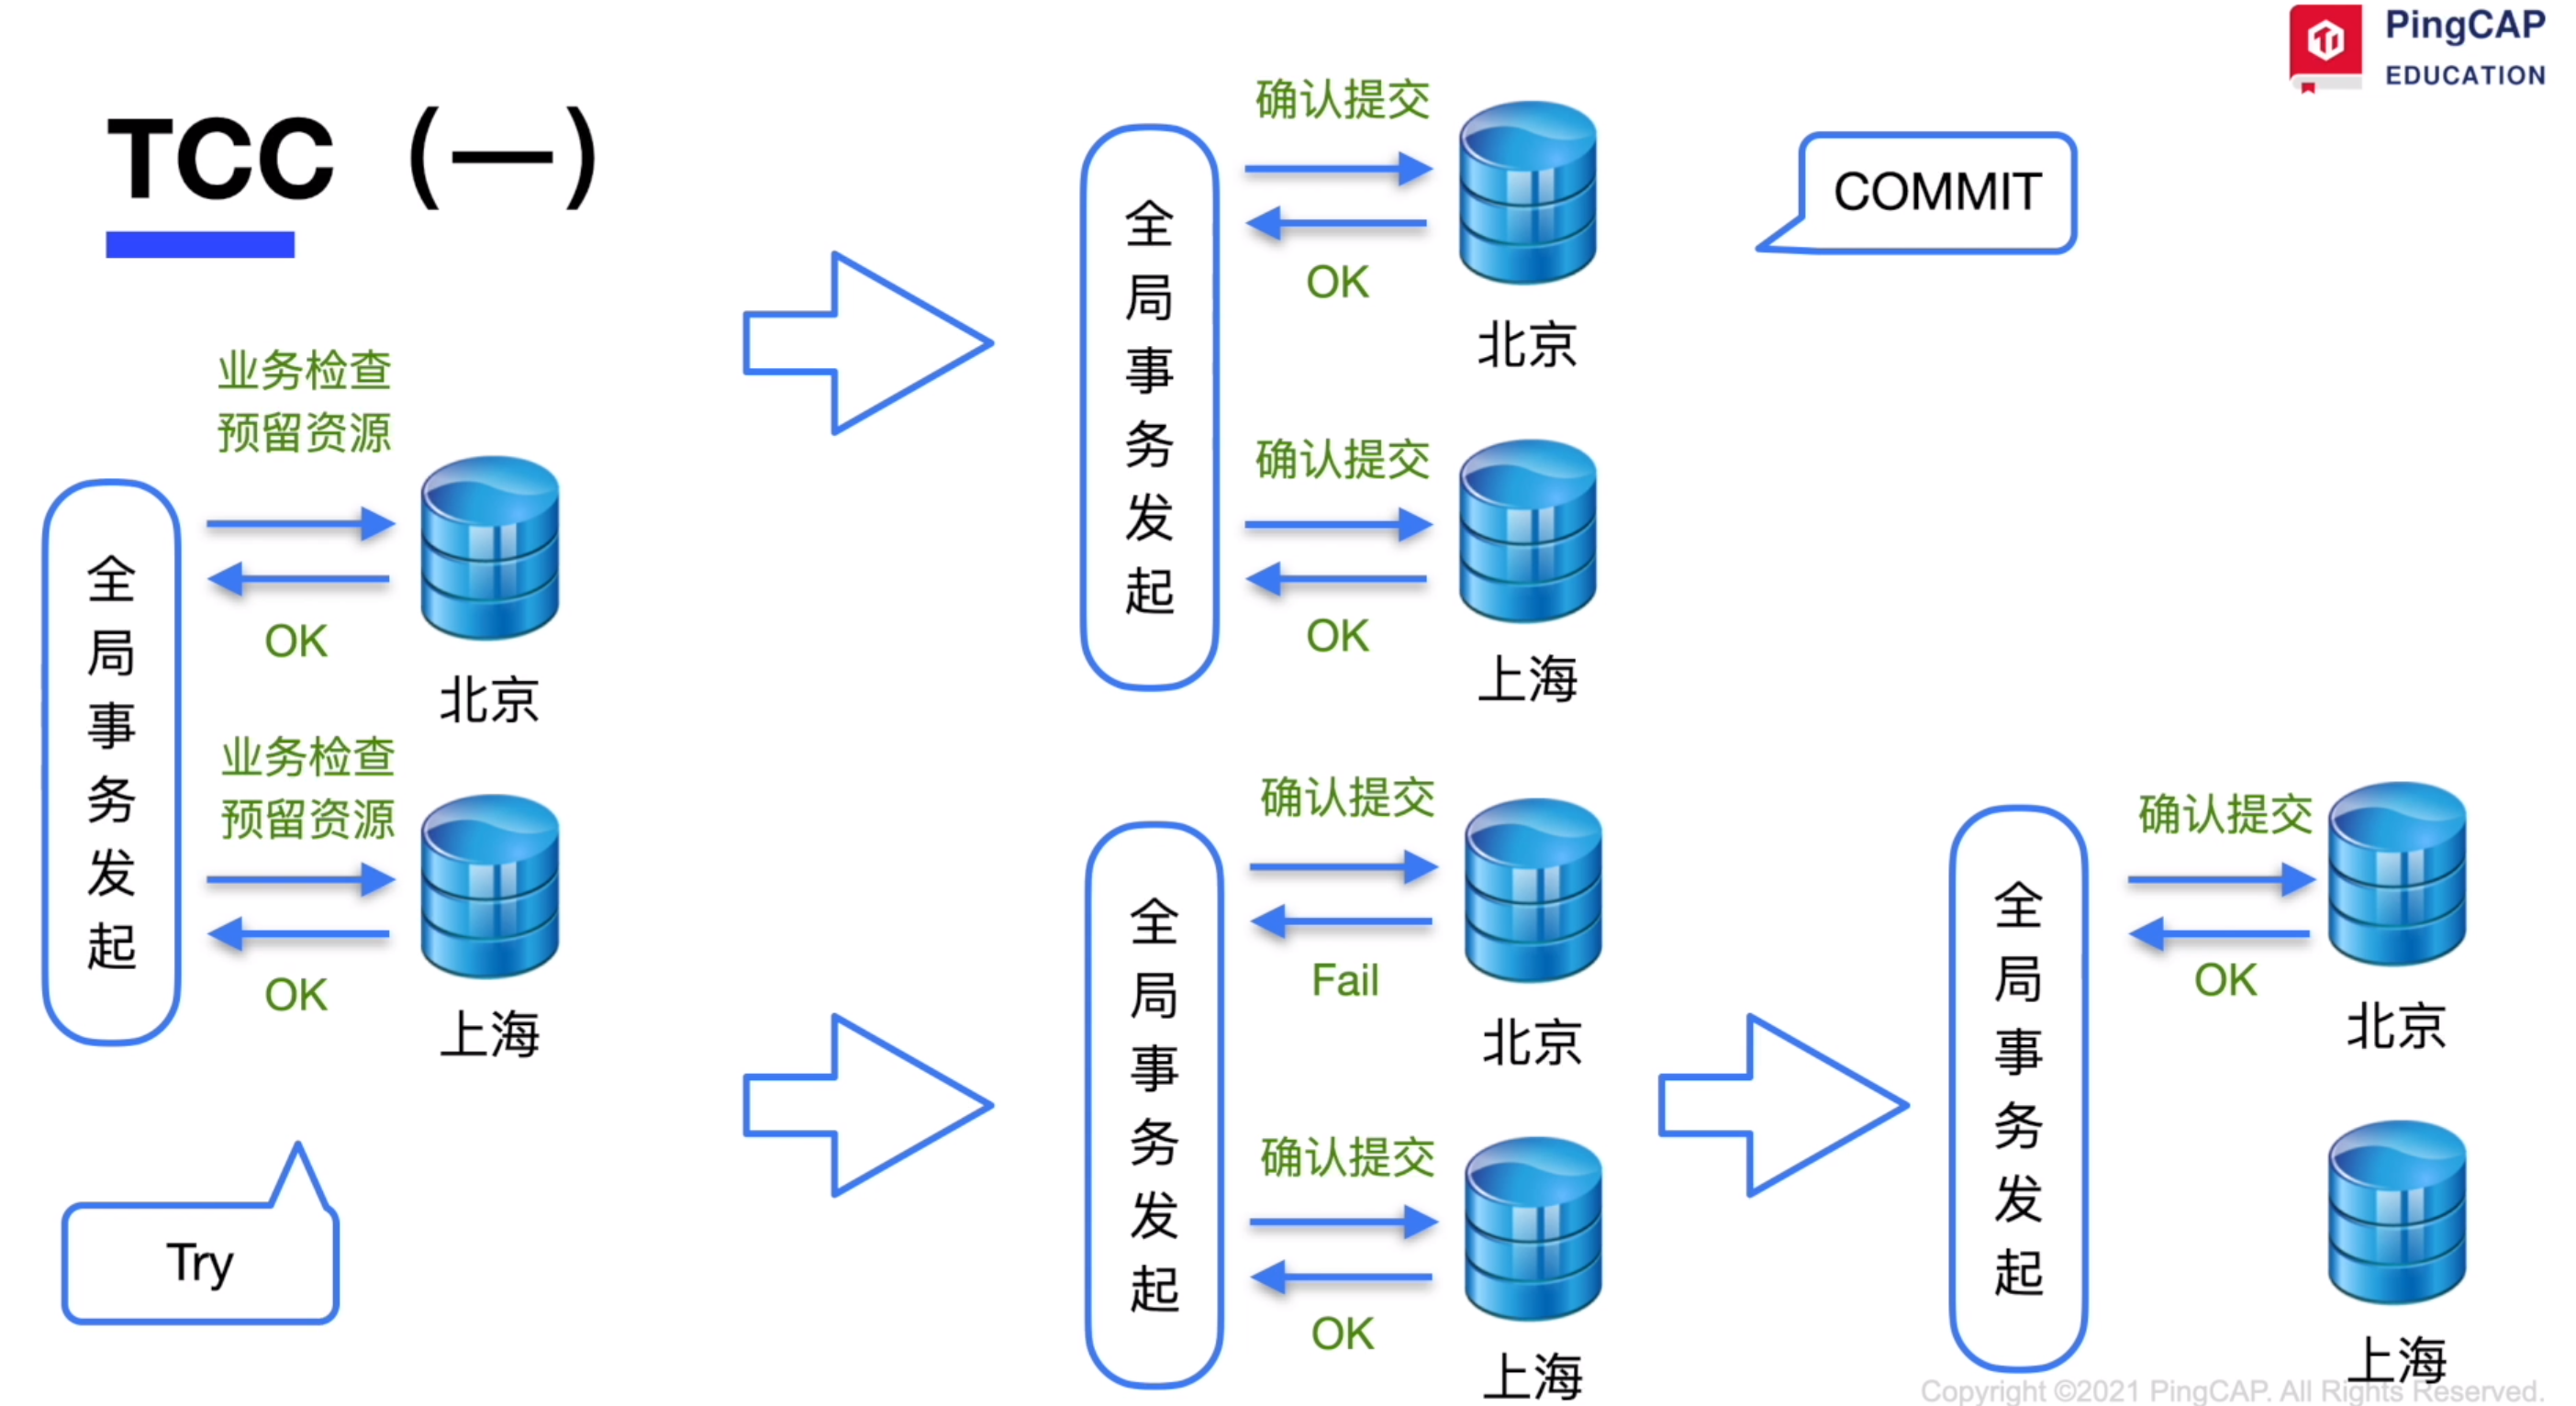 PingCAP
EDUCATION
TCC（一）
业务检查
预留资源
OK
北京
业务检查
预留资源
OK
上海
全局事务发起
Try
全局事务发起
确认提交
OK
北京
确认提交
OK
上海
COMMIT
全局事务发起
确认提交
Fail
北京
确认提交
OK
上海
全局事务发起
确认提交
OK
北京
上海
Copyright ©2021 PingCAP. All Rights Reserved.